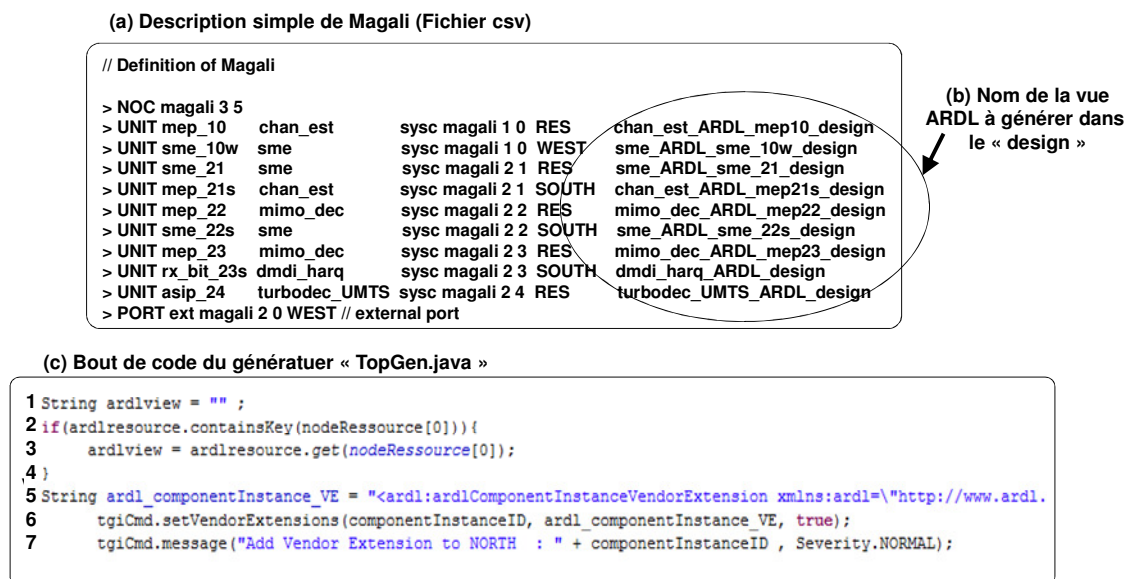 (a) Description simple de Magali (Fichier csv)
// Definition of Magali
> NOC magali 3 5
> UNIT mep_10 chan_est sysc magali 1 0 RES chan_est_ARDL_mep10_design
> UNIT sme_10w sme sysc magali 1 0 WEST sme_ARDL_sme_10w_design
> UNIT sme_21 sme sysc magali 2 1 RES sme_ARDL_sme_21_design
> UNIT mep_21s chan_est sysc magali 2 1 SOUTH chan_est_ARDL_mep21s_design
> UNIT mep_22 mimo_dec sysc magali 2 2 RES mimo_dec_ARDL_mep22_design
> UNIT sme_22s sme sysc magali 2 2 SOUTH sme_ARDL_sme_22s_design
> UNIT mep_23 mimo_dec sysc magali 2 3 RES mimo_dec_ARDL_mep23_design
> UNIT rx_bit_23s dmdi_harq sysc magali 2 3 SOUTH dmdi_harq_ARDL_design
> UNIT asip_24 turbodec_UMTS sysc magali 2 4 RES turbodec_UMTS_ARDL_design
> PORT ext magali 2 0 WEST // external port
(b) Nom de la vue
ARDL à générer dans
le « design »
(c) Bout de code du génératuer « TopGen.java »
1 String ardlview = "" ;
2 if(ardlresource.containsKey(nodeRessource[0])){
3 ardlview = ardlresource.get(nodeRessource[0]);
4 }
5 String ardl_componentInstance_VE = "<ardl:ardlComponentInstanceVendorExtension xmlns:ardl=\"http://www.ardl.
6 tgiCmd.setVendorExtensions(componentInstanceID, ardl_componentInstance_VE, true);
7 tgiCmd.message("Add Vendor Extension to NORTH : " + componentInstanceID , Severity.NORMAL);